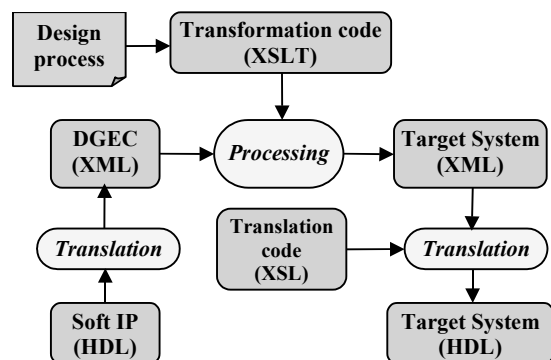 Design
process
Transformation code
(XSLT)
DGEC
(XML)
Processing
Target System
(XML)
Translation
Translation
code
(XSL)
Translation
Soft IP
(HDL)
Target System
(HDL)